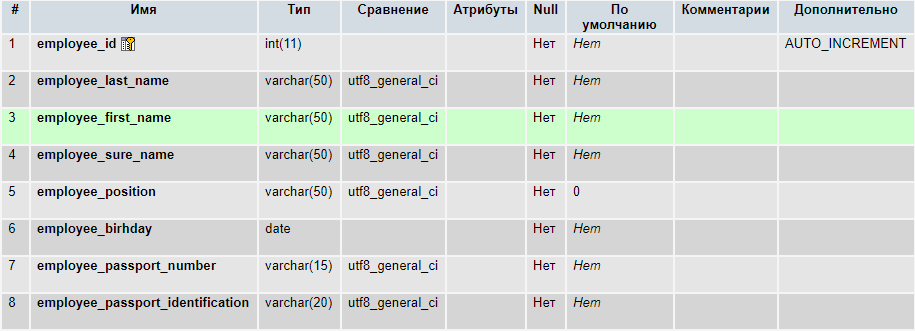 # Имя Тип Сравнение Атрибуты Null По умолчанию Комментарии Дополнительно
1 employee_id int(11) Нет Нет AUTO_INCREMENT
2 employee_last_name varchar(50) utf8_general_ci Нет Нет
3 employee_first_name varchar(50) utf8_general_ci Нет Нет
4 employee_sure_name varchar(50) utf8_general_ci Нет Нет
5 employee_position varchar(50) utf8_general_ci Нет 0
6 employee_birhday date Нет Нет
7 employee_passport_number varchar(15) utf8_general_ci Нет Нет
8 employee_passport_identification varchar(20) utf8_general_ci Нет Нет